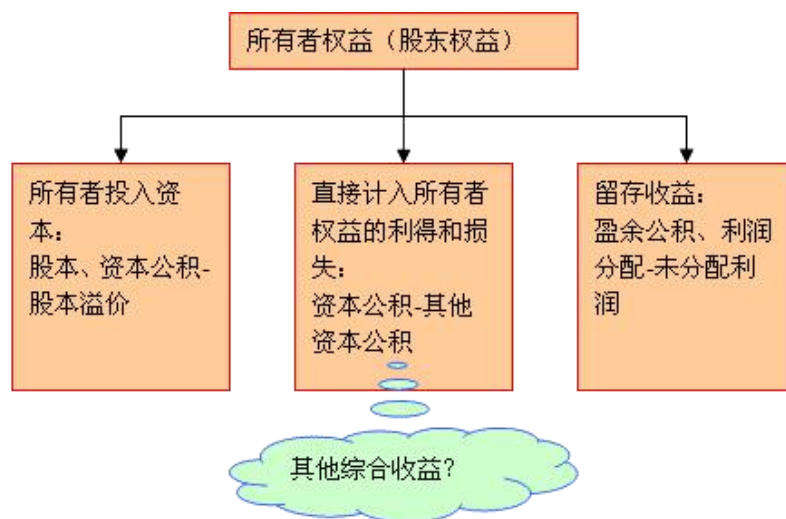 所有者权益（股东权益）
所有者投入资
本：
股本、资本公积-
股本溢价
直接计入所有者
权益的利得和损
失：
资本公积-其他
资本公积
留存收益：
盈余公积、利润
分配-未分配利
润
其他综合收益？